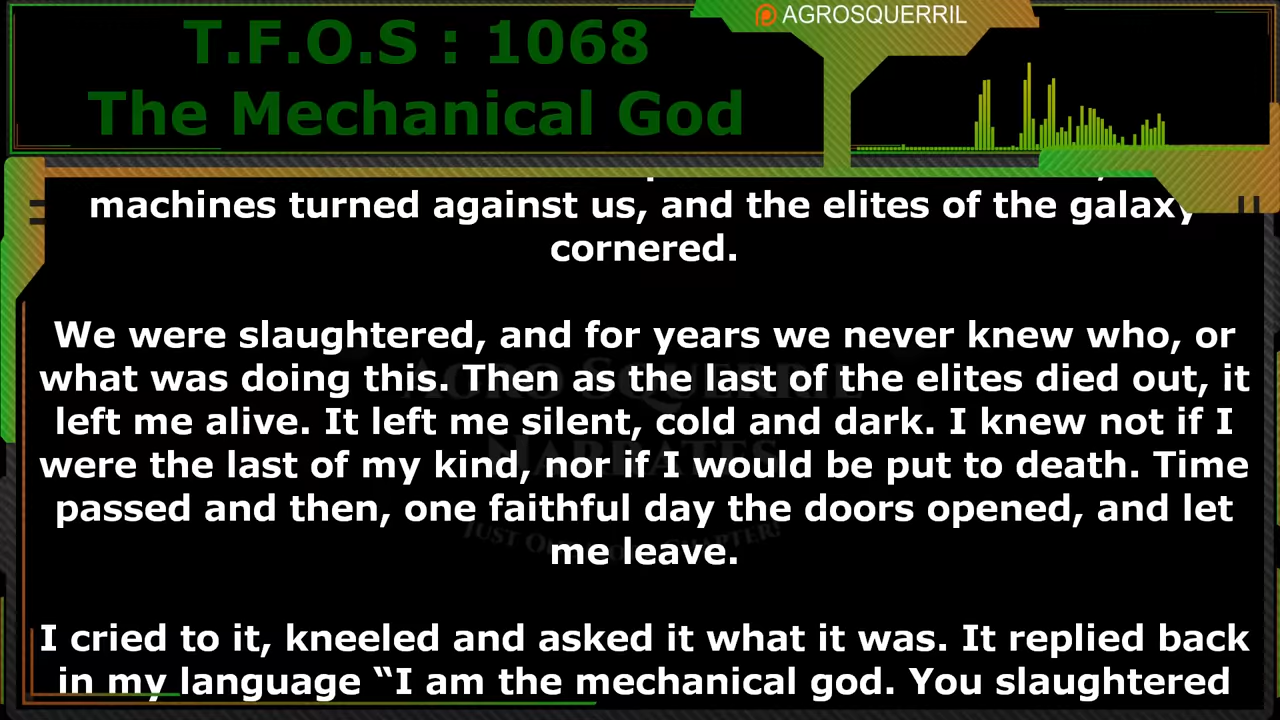 AGROSQUERRIL
T.F.O.S : 1068
The Mechanical God
machines turned against us, and the elites of the galaxy
cornered.
We were slaughtered, and for years we never knew who, or
what was doing this. Then as the last of the elites died out, it
left me alive. It left me silent, cold and dark. I knew not if I
were the last of my kind, nor if I would be put to death. Time
passed and then, one faithful day the doors opened, and let
me leave.
I cried to it, kneeled and asked it what it was. It replied back
in my language “I am the mechanical god. You slaughtered
AGRO SQUERRIL
NARRATES